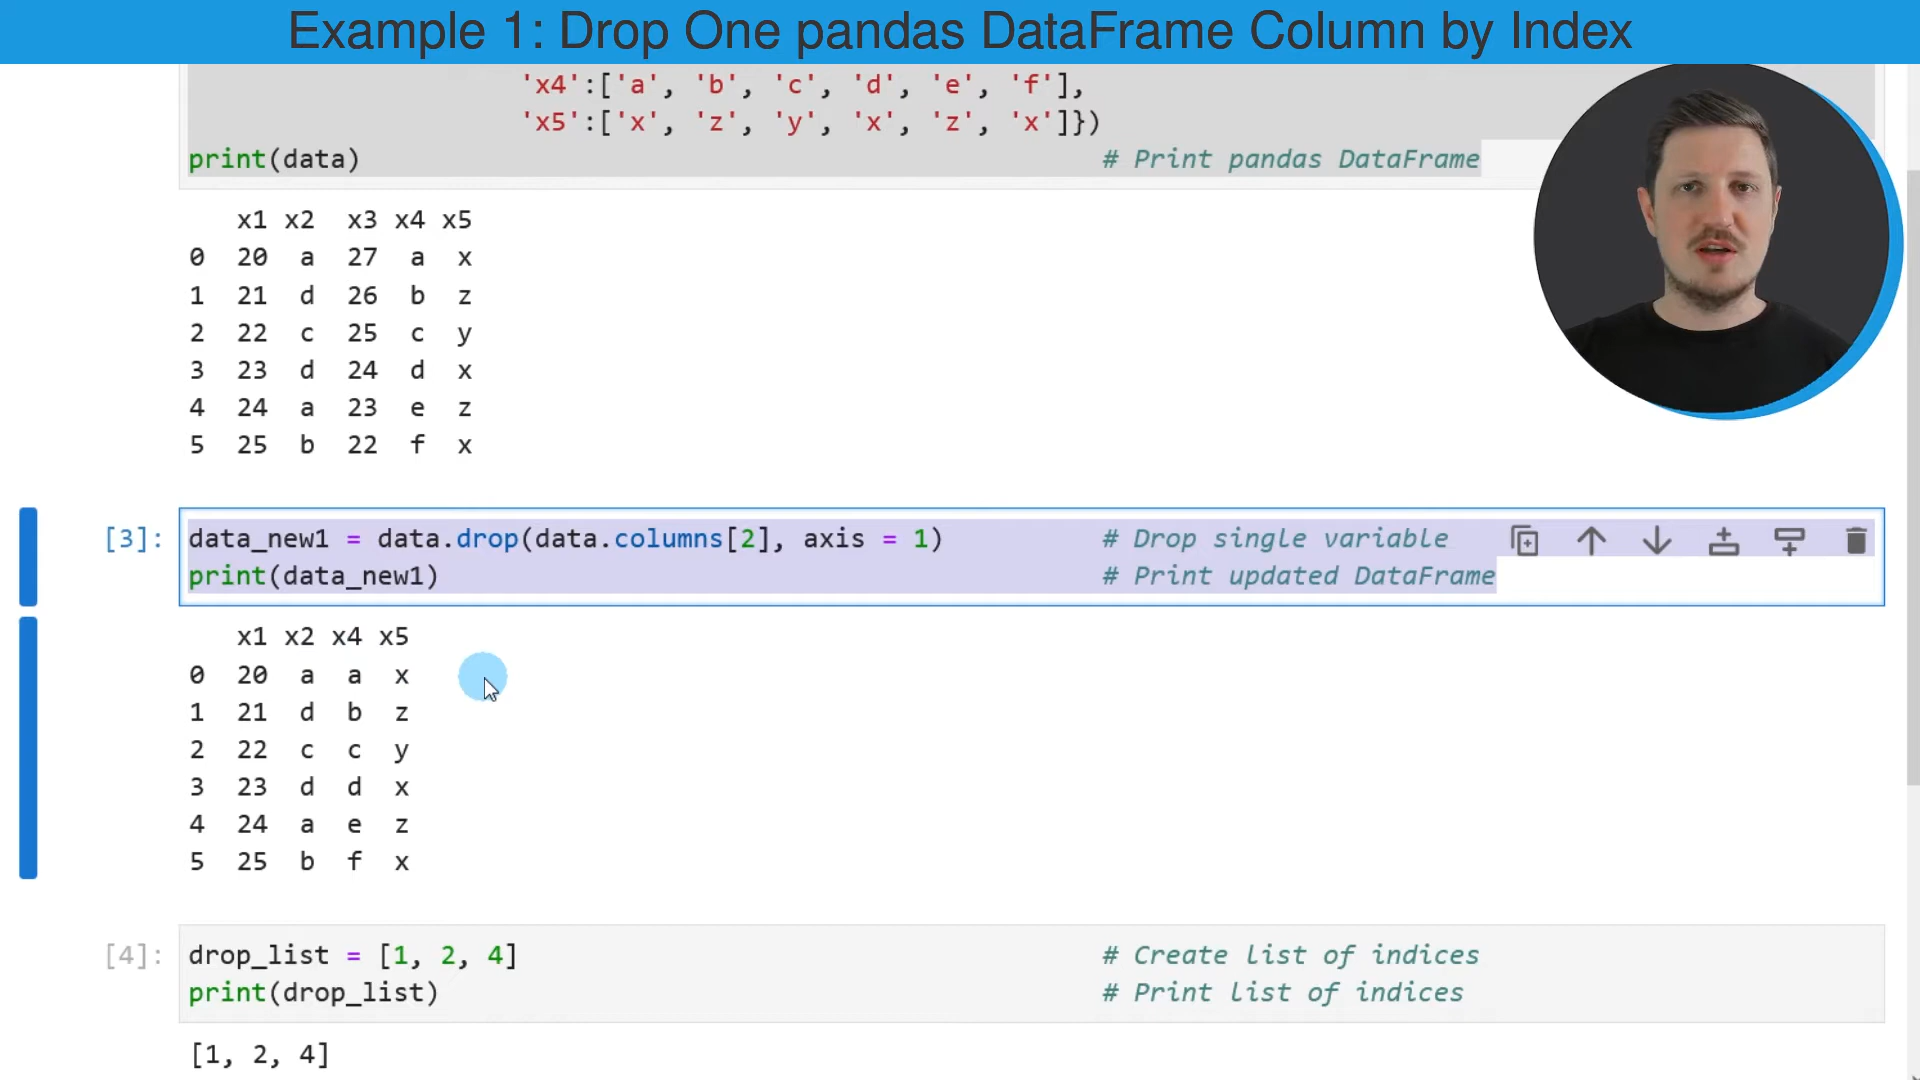 Example 1: Drop One pandas DataFrame Column by Index
'x4':['a', 'b', 'c', 'd', 'e', 'f'],
'x5':['x', 'z', 'y', 'x', 'z', 'x']})
print(data) # Print pandas DataFrame
x1 x2 x3 x4 x5
0 20 a 27 a x
1 21 d 26 b z
2 22 c 25 c y
3 23 d 24 d x
4 24 a 23 e z
5 25 b 22 f x
[3]: data_new1 = data.drop(data.columns[2], axis = 1) # Drop single variable
print(data_new1) # Print updated DataFrame
x1 x2 x4 x5
0 20 a a x
1 21 d b z
2 22 c c y
3 23 d d x
4 24 a e z
5 25 b f x
[4]: drop_list = [1, 2, 4] # Create list of indices
print(drop_list) # Print list of indices
[1, 2, 4]